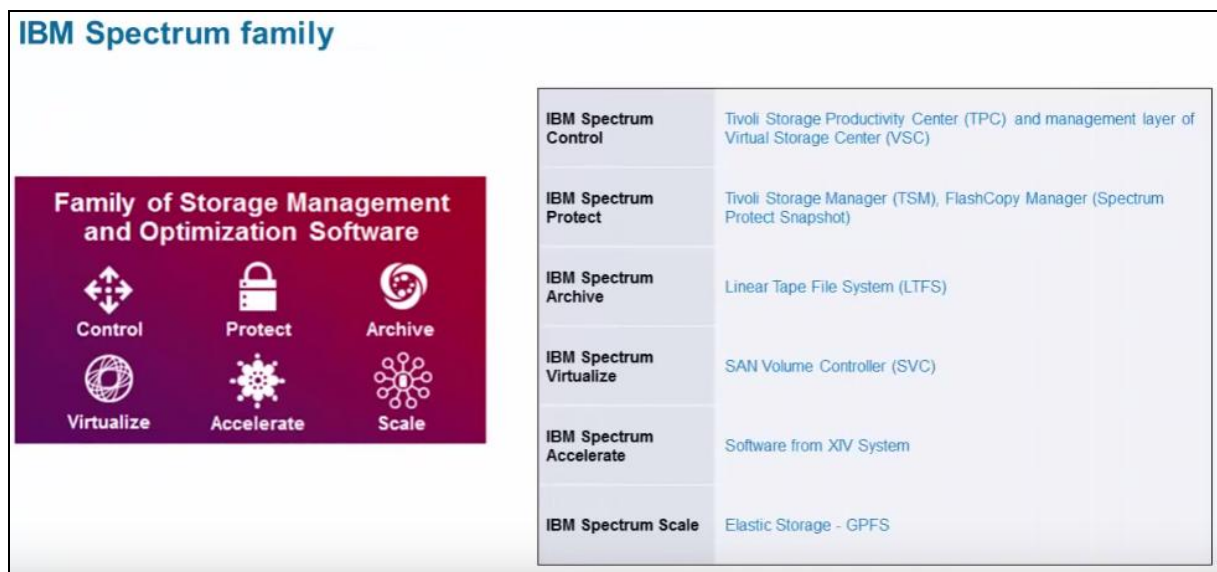 IBM Spectrum family
Family of Storage Management
and Optimization Software
Control Protect Archive
Virtualize Accelerate Scale
IBM Spectrum
Control
Tivoli Storage Productivity Center (TPC) and management layer of
Virtual Storage Center (VSC)
IBM Spectrum
Protect
Tivoli Storage Manager (TSM), FlashCopy Manager (Spectrum
Protect Snapshot)
IBM Spectrum
Archive
Linear Tape File System (LTFS)
IBM Spectrum
Virtualize
SAN Volume Controller (SVC)
IBM Spectrum
Accelerate
Software from XIV System
IBM Spectrum Scale
Elastic Storage - GPFS